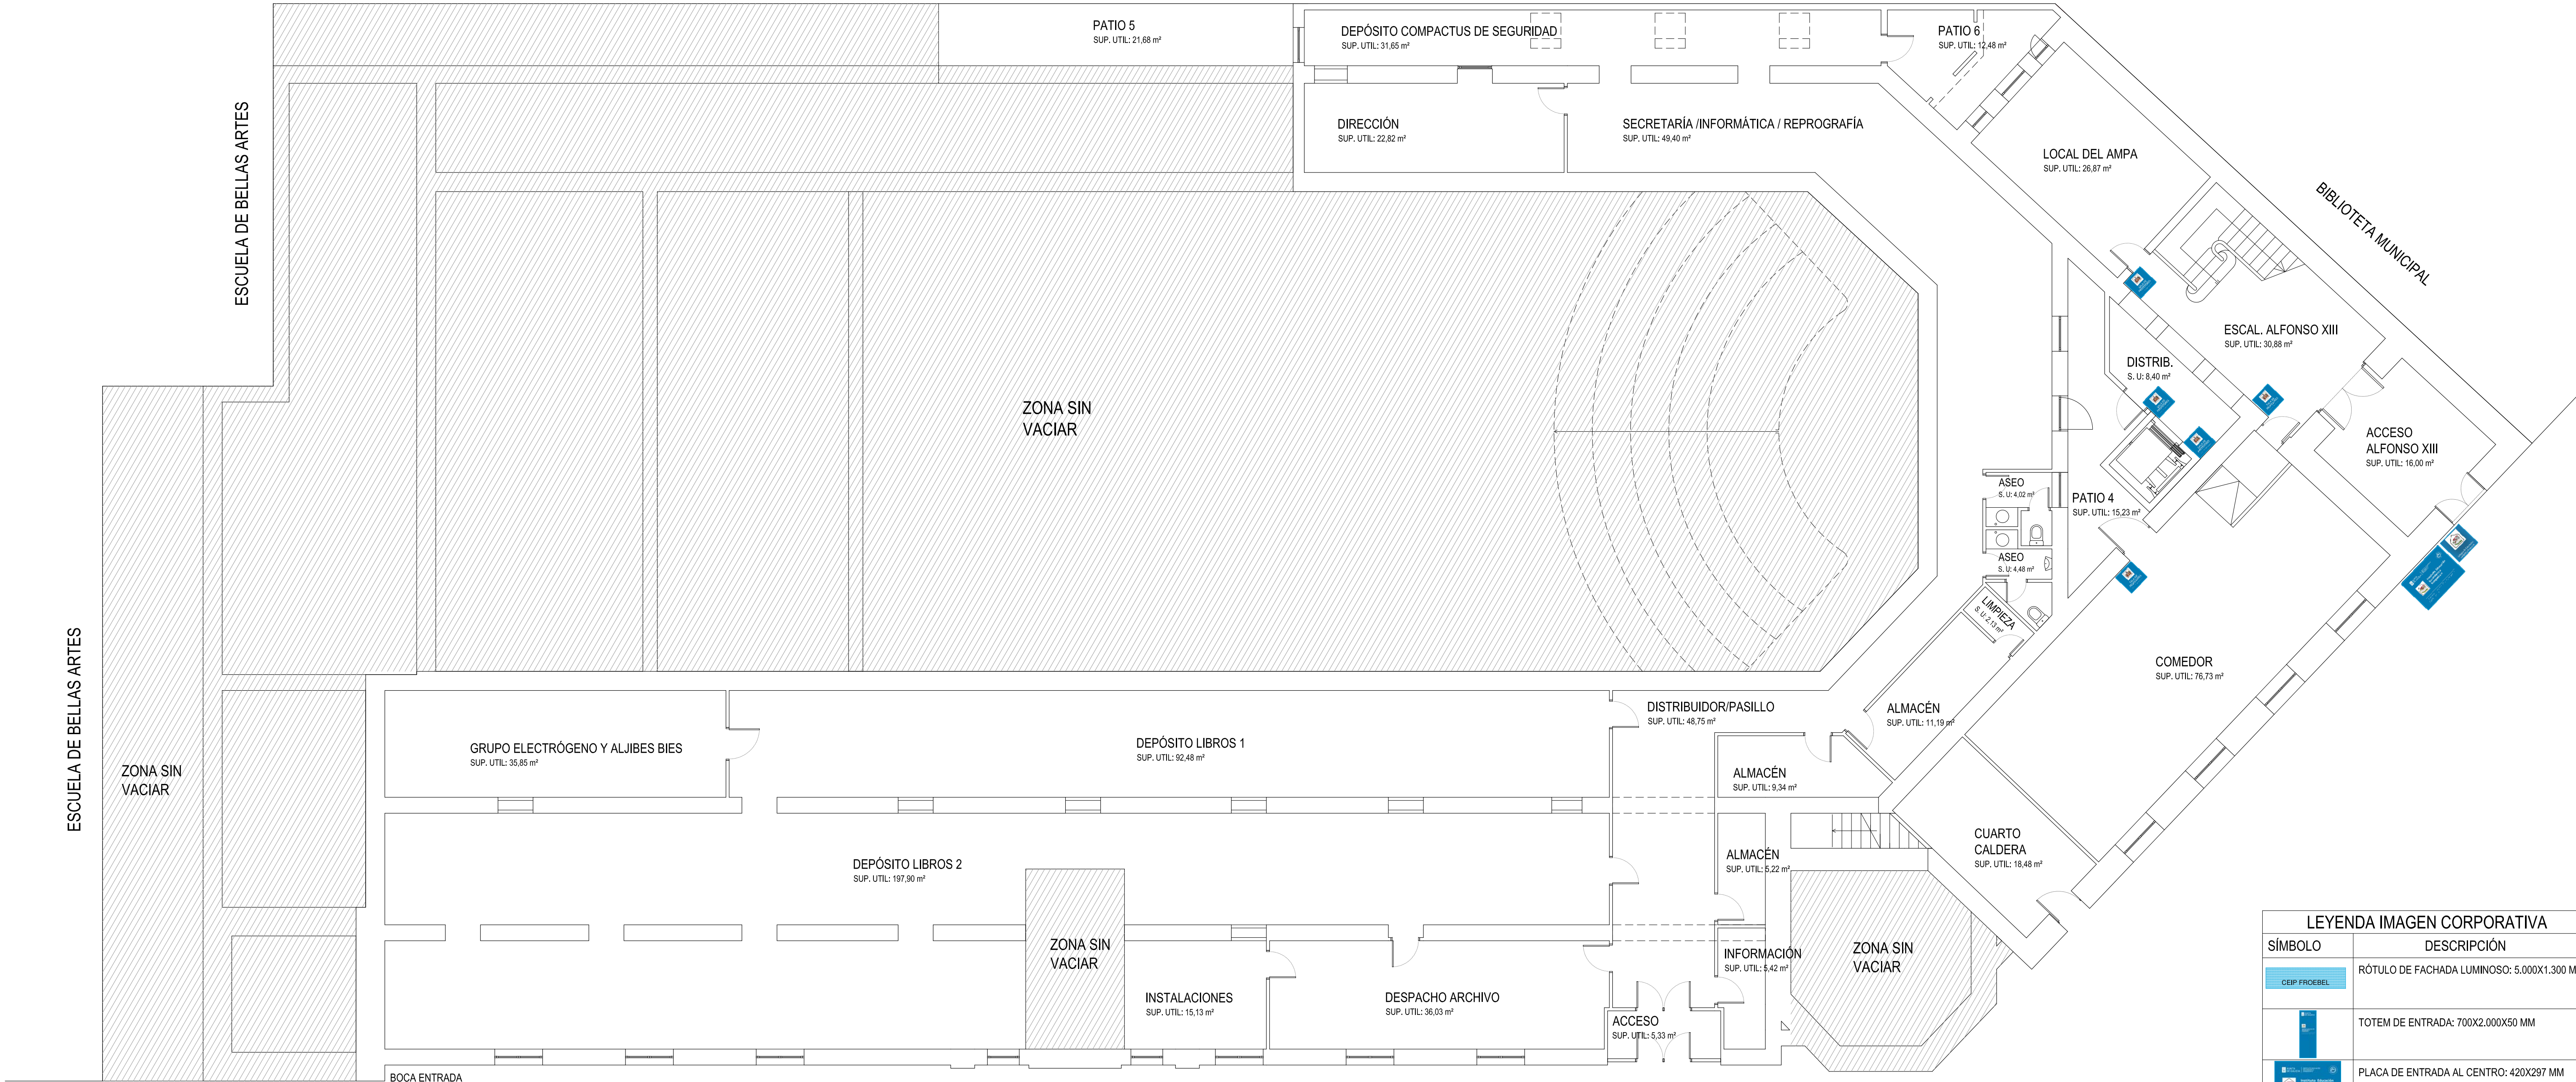 PATIO 5
SUP. UTIL: 21,68 m²
DEPÓSITO COMPACTUS DE SEGURIDAD
SUP. UTIL: 31,65 m²
PATIO 6
SUP. UTIL: 12,48 m²
ESCUELA DE BELLAS ARTES
DIRECCIÓN
SUP. UTIL: 22,82 m²
SECRETARÍA /INFORMÁTICA / REPROGRAFÍA
SUP. UTIL: 49,40 m²
LOCAL DEL AMPA
SUP. UTIL: 26,87 m²
BIBLIOTETA MUNICIPAL
ESCAL. ALFONSO XIII
SUP. UTIL: 30,88 m²
DISTRIB.
S. U: 8,40 m²
ZONA SIN
VACIAR
ACCESO
ALFONSO XIII
SUP. UTIL: 16,00 m²
ASEO
S. U: 4,02 m²
PATIO 4
SUP. UTIL: 15,23 m²
ASEO
S. U: 4,48 m²
LIMPIEZA
S. U: 2,13 m²
COMEDOR
SUP. UTIL: 76,73 m²
ESCUELA DE BELLAS ARTES
ZONA SIN
VACIAR
GRUPO ELECTRÓGENO Y ALJIBES BIES
SUP. UTIL: 35,85 m²
DEPÓSITO LIBROS 1
SUP. UTIL: 92,48 m²
DISTRIBUIDOR/PASILLO
SUP. UTIL: 48,75 m²
ALMACÉN
SUP. UTIL: 11,19 m²
ALMACÉN
SUP. UTIL: 9,34 m²
CUARTO
CALDERA
SUP. UTIL: 18,48 m²
DEPÓSITO LIBROS 2
SUP. UTIL: 197,90 m²
ALMACÉN
SUP. UTIL: 5,22 m²
ZONA SIN
VACIAR
INFORMACIÓN
SUP. UTIL: 5,42 m²
ZONA SIN
VACIAR
INSTALACIONES
SUP. UTIL: 15,13 m²
DESPACHO ARCHIVO
SUP. UTIL: 36,03 m²
ACCESO
SUP. UTIL: 5,33 m²
BOCA ENTRADA
LEYENDA IMAGEN CORPORATIVA
SÍMBOLO DESCRIPCIÓN
CEIP FROEBEL
RÓTULO DE FACHADA LUMINOSO: 5.000X1.300 M
TOTEM DE ENTRADA: 700X2.000X50 MM
PLACA DE ENTRADA AL CENTRO: 420X297 MM